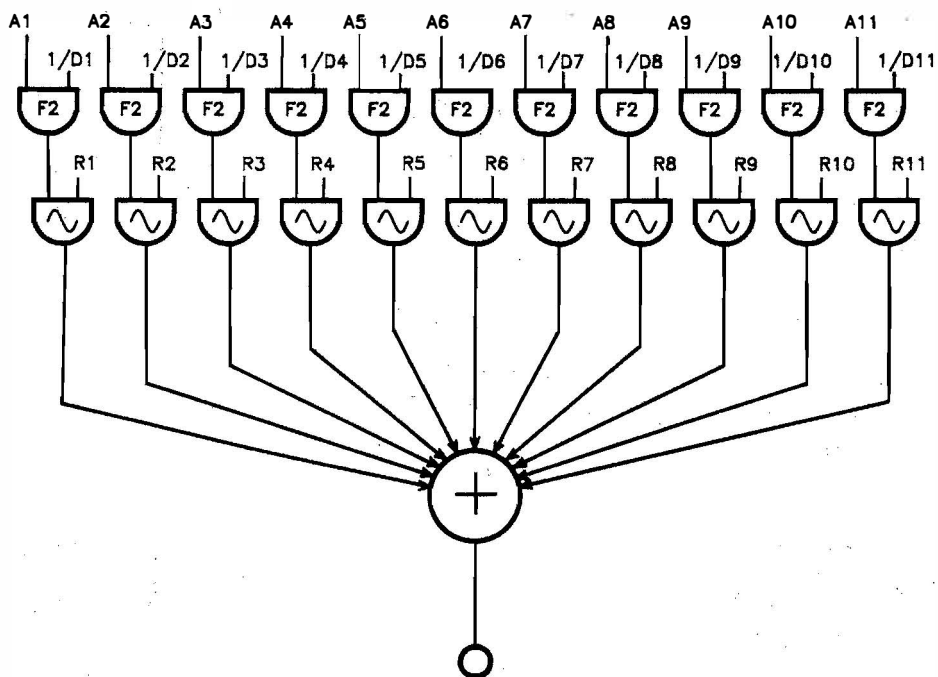 A1 A2 A3 A4 A5 A6 A7 A8 A9 A10 A11
1/D1 1/D2 1/D3 1/D4 1/D5 1/D6 1/D7 1/D8 1/D9 1/D10 1/D11
F2 F2 F2 F2 F2 F2 F2 F2 F2 F2 F2
R1 R2 R3 R4 R5 R6 R7 R8 R9 R10 R11
+